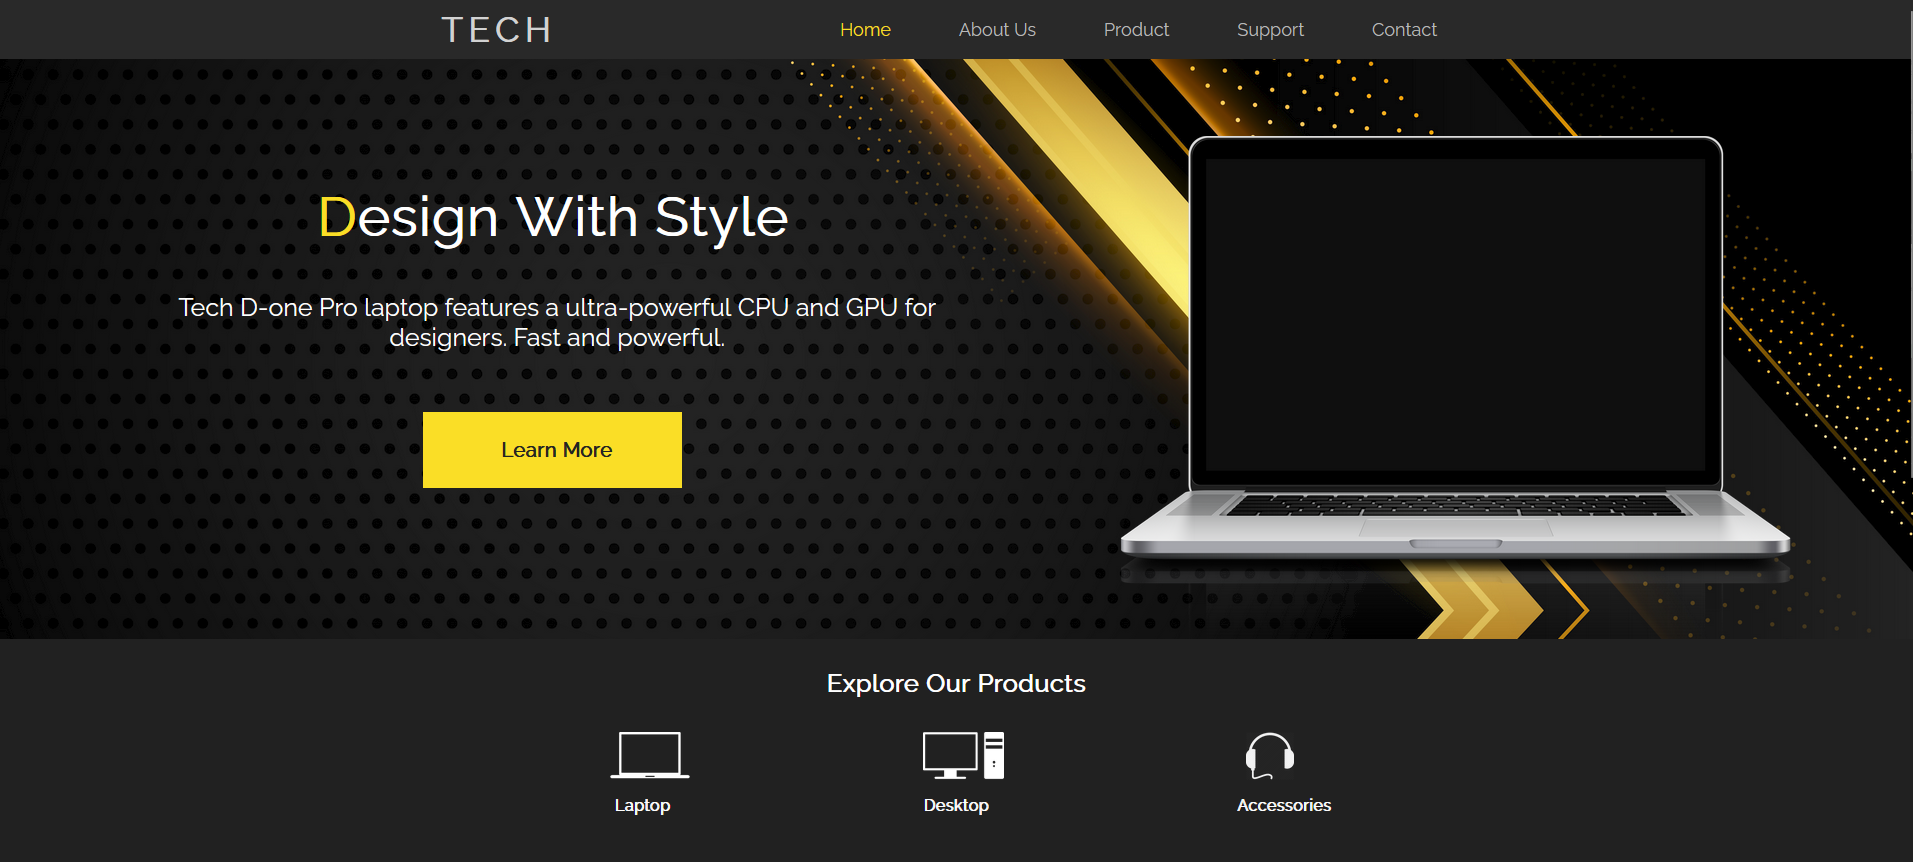 TECH
Home About Us Product Support Contact
Design With Style
Tech D-one Pro laptop features a ultra-powerful CPU and GPU for
designers. Fast and powerful.
Learn More
Explore Our Products
Laptop Desktop Accessories